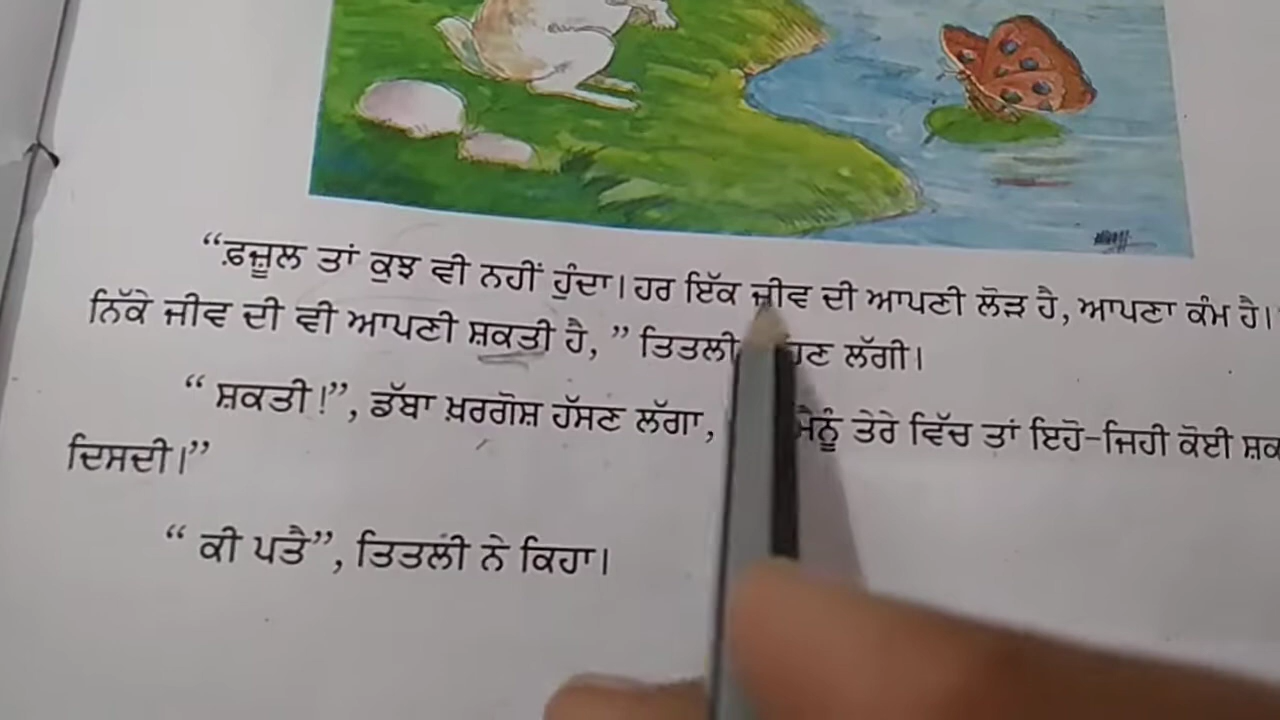 “ਫ਼ਜ਼ੂਲ ਤਾਂ ਕੁਝ ਵੀ ਨਹੀਂ ਹੁੰਦਾ। ਹਰ ਇੱਕ ਜੀਵ ਦੀ ਆਪਣੀ ਲੋੜ ਹੈ, ਆਪਣਾ ਕੰਮ ਹੈ।
ਨਿੱਕੇ ਜੀਵ ਦੀ ਵੀ ਆਪਣੀ ਸ਼ਕਤੀ ਹੈ, ” ਤਿਤਲੀ ਲੱਗੀ।
“ ਸ਼ਕਤੀ !”, ਡੱਬਾ ਖ਼ਰਗੋਸ਼ ਹੱਸਣ ਲੱਗਾ, ਮੈਨੂੰ ਤੇਰੇ ਵਿੱਚ ਤਾਂ ਇਹੋ-ਜਿਹੀ ਕੋਈ
ਦਿਸਦੀ।”
“ ਕੀ ਪਤੈ”, ਤਿਤਲੀ ਨੇ ਕਿਹਾ।